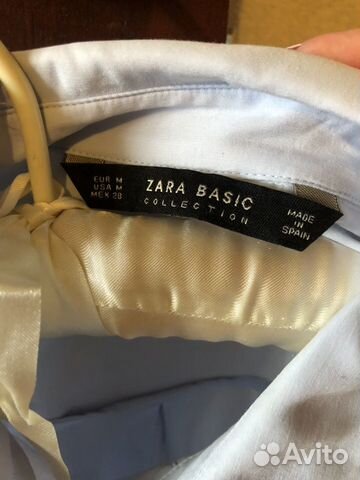 EUR M
USA M
MEX 28
ZARA BASIC
COLLECTION
MADE
IN
SPAIN
Avito